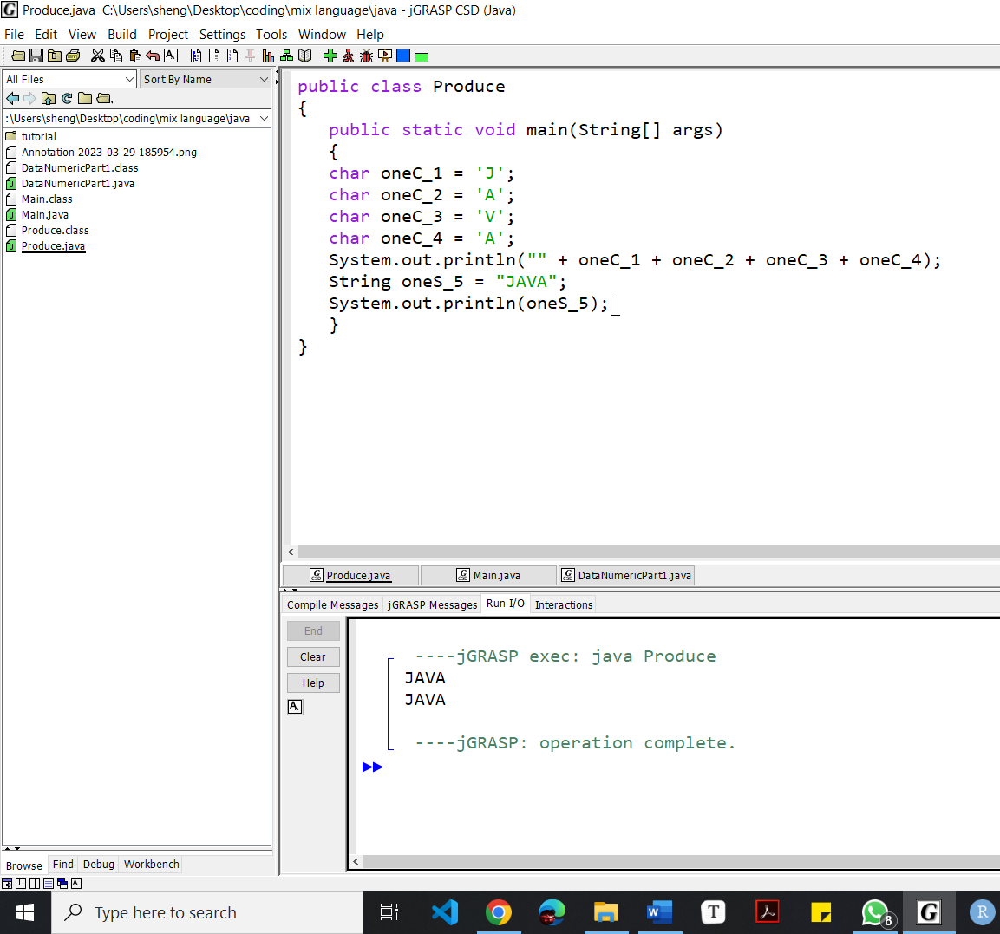 Produce.java  C:\Users\sheng\Desktop\coding\mix language\java - jGRASP CSD (Java)
File Edit View Build Project Settings Tools Window Help
All Files
Sort By Name
:\Users\sheng\Desktop\coding\mix language\java
tutorial
Annotation 2023-03-29 185954.png
DataNumericPart1.class
DataNumericPart1.java
Main.class
Main.java
Produce.class
Produce.java
Browse Find Debug Workbench
public class Produce
{
   public static void main(String[] args)
   {
   char oneC_1 = 'J';
   char oneC_2 = 'A';
   char oneC_3 = 'V';
   char oneC_4 = 'A';
   System.out.println("" + oneC_1 + oneC_2 + oneC_3 + oneC_4);
   String oneS_5 = "JAVA";
   System.out.println(oneS_5);
   }
}
Produce.java Main.java DataNumericPart1.java
Compile Messages jGRASP Messages Run I/O Interactions
End
Clear
Help
----jGRASP exec: java Produce
JAVA
JAVA
----jGRASP: operation complete.
Type here to search
8